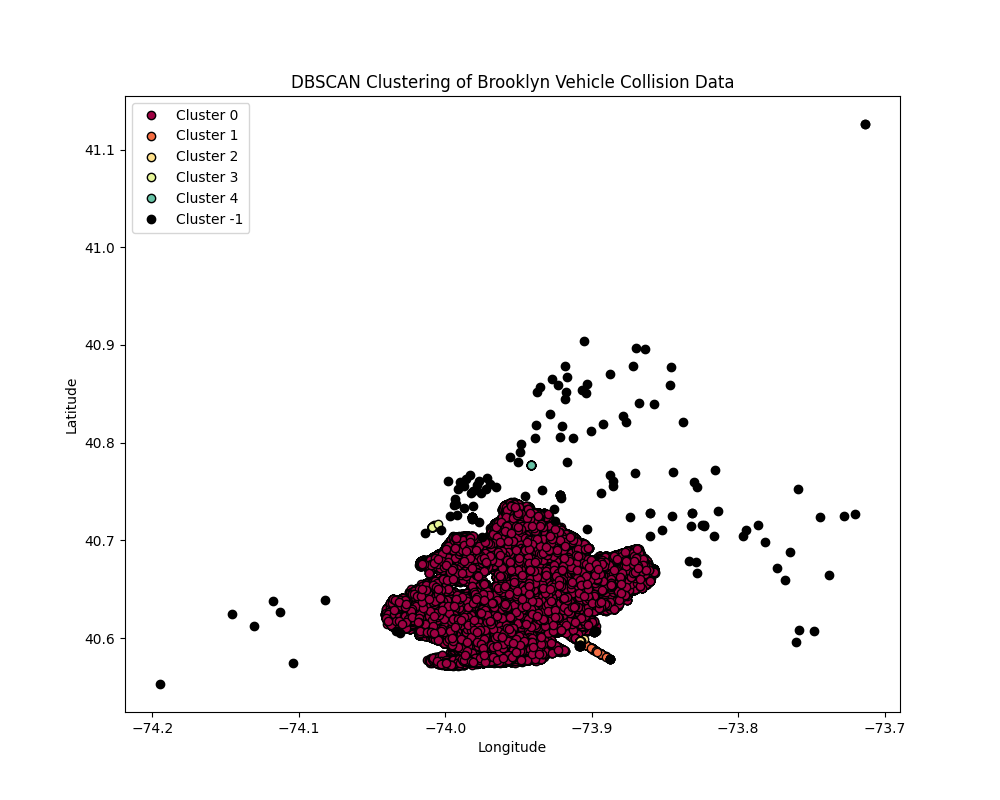 DBSCAN Clustering of Brooklyn Vehicle Collision Data
Cluster 0
Cluster 1
Cluster 2
Cluster 3
Cluster 4
Cluster -1
41.1
41.0
40.9
40.8
40.7
40.6
Latitude
−74.2 −74.1 −74.0 −73.9 −73.8 −73.7
Longitude